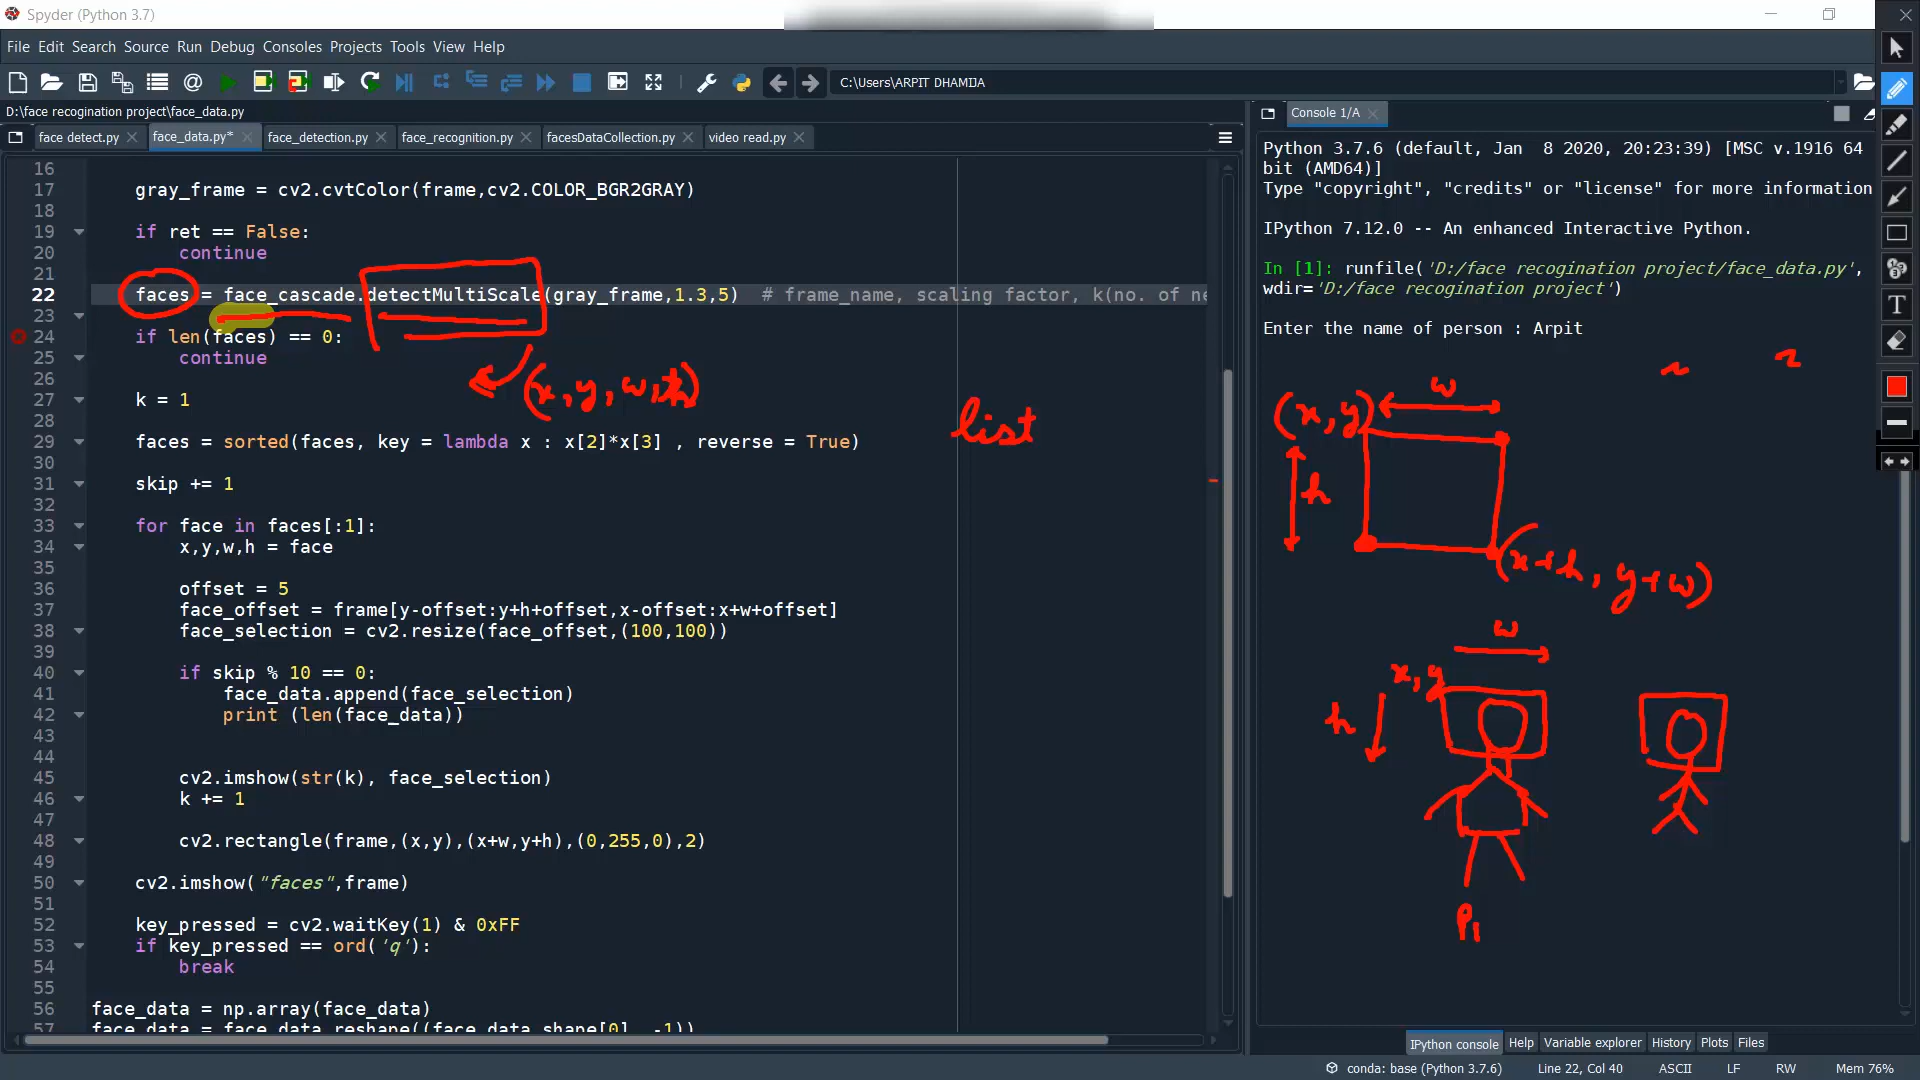 Spyder (Python 3.7)
File Edit Search Source Run Debug Consoles Projects Tools View Help
C:\Users\ARPIT DHAMIJA
D:\face recogination project\face_data.py
face detect.py face_data.py* face_detection.py face_recognition.py facesDataCollection.py video read.py
16
17 gray_frame = cv2.cvtColor(frame,cv2.COLOR_BGR2GRAY)
18
19 if ret == False:
20 continue
21
22 faces = face_cascade.detectMultiScale(gray_frame,1.3,5) # frame_name, scaling factor, k(no. of ne
23
24 if len(faces) == 0:
25 continue
26
27 k = 1
28
29 faces = sorted(faces, key = lambda x : x[2]*x[3] , reverse = True)
30
31 skip += 1
32
33 for face in faces[:1]:
34 x,y,w,h = face
35
36 offset = 5
37 face_offset = frame[y-offset:y+h+offset,x-offset:x+w+offset]
38 face_selection = cv2.resize(face_offset,(100,100))
39
40 if skip % 10 == 0:
41 face_data.append(face_selection)
42 print (len(face_data))
43
44
45 cv2.imshow(str(k), face_selection)
46 k += 1
47
48 cv2.rectangle(frame,(x,y),(x+w,y+h),(0,255,0),2)
49
50 cv2.imshow("faces",frame)
51
52 key_pressed = cv2.waitKey(1) & 0xFF
53 if key_pressed == ord('q'):
54 break
55
56 face_data = np.array(face_data)
57 face_data = face_data.reshape((face_data.shape[0], -1))
(x, y, w, h)
list
Console 1/A
Python 3.7.6 (default, Jan 8 2020, 20:23:39) [MSC v.1916 64
bit (AMD64)]
Type "copyright", "credits" or "license" for more information
IPython 7.12.0 -- An enhanced Interactive Python.
In [1]: runfile('D:/face recogination project/face_data.py',
wdir='D:/face recogination project')
Enter the name of person : Arpit
w
(x,y)
h
(x+h, y+w)
w
x,y
h
P1
IPython console Help Variable explorer History Plots Files
conda: base (Python 3.7.6) Line 22, Col 40 ASCII LF RW Mem 76%